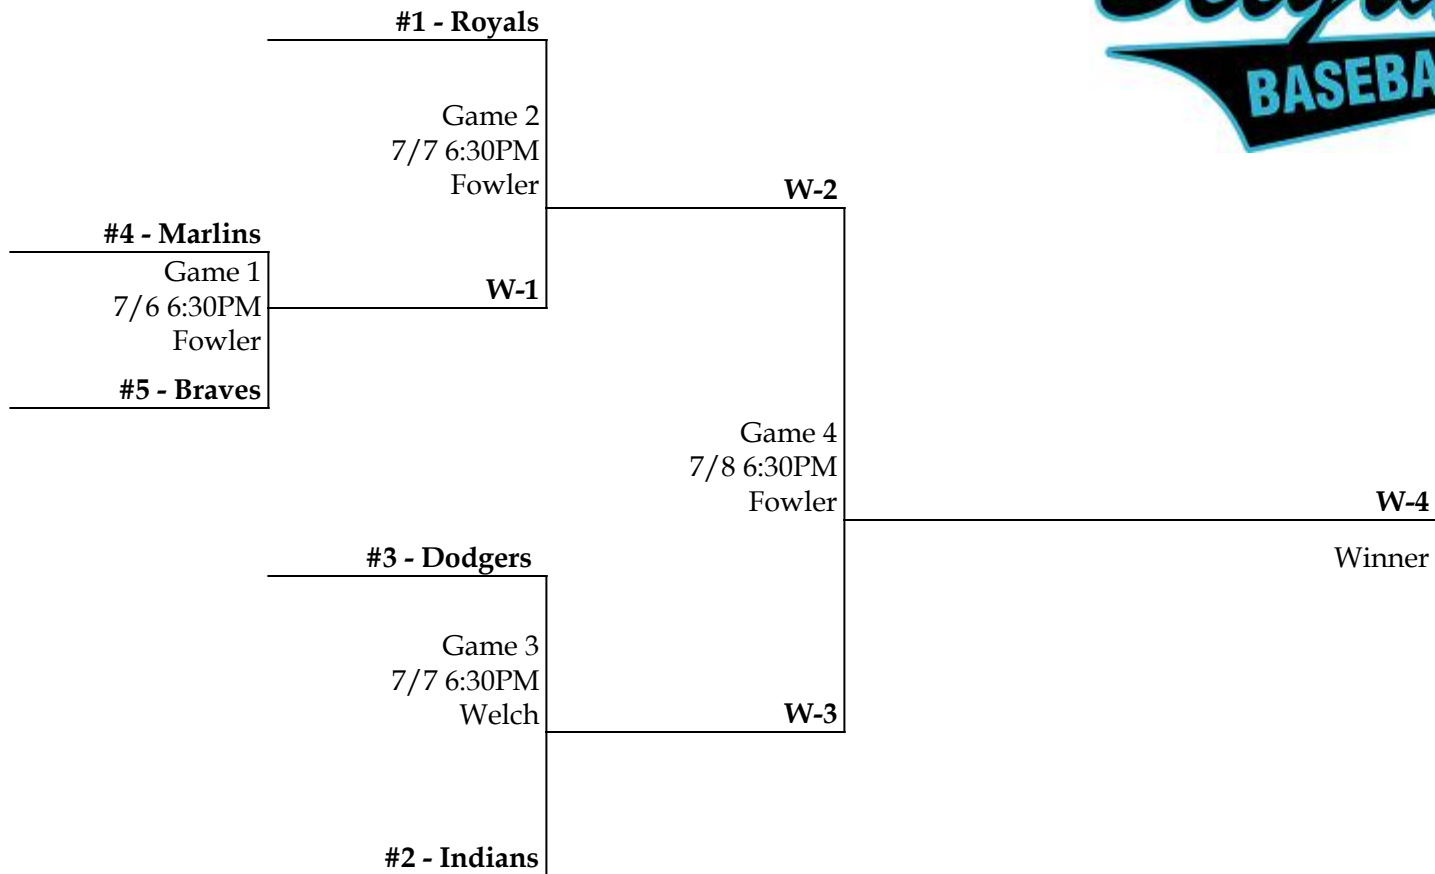 #1 - Royals
Game 2
7/7 6:30PM
Fowler
W-2
#4 - Marlins
Game 1
7/6 6:30PM
Fowler
W-1
#5 - Braves
Game 4
7/8 6:30PM
Fowler
W-4
Winner
#3 - Dodgers
Game 3
7/7 6:30PM
Welch
W-3
#2 - Indians